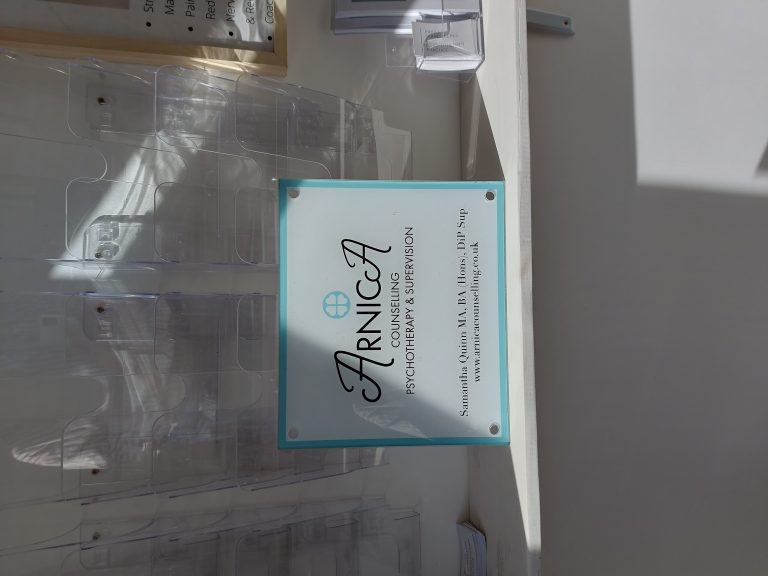 ARNICA
COUNSELLING
PSYCHOTHERAPY & SUPERVISION
Samantha Quinn MA, BA (Hons), DiP. Sup
www.arnicacounselling.co.uk